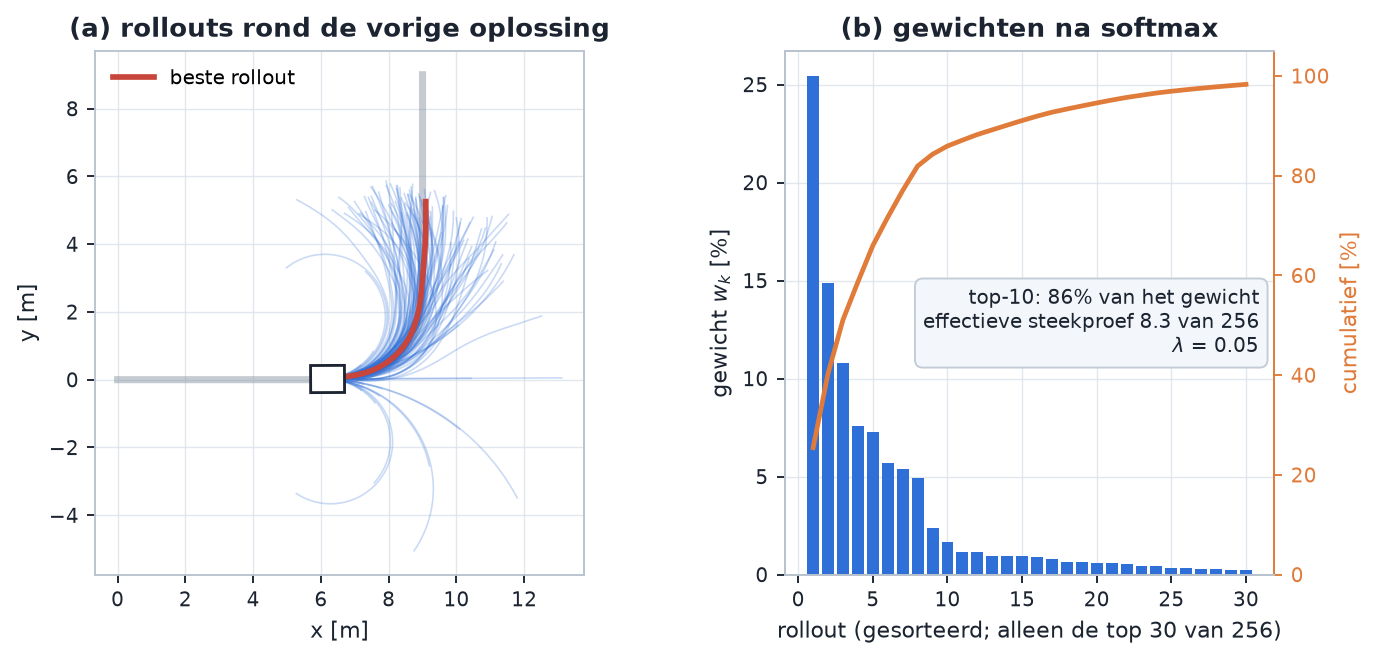 (a) rollouts rond de vorige oplossing
beste rollout
8
6
4
2
0
−2
−4
y [m]
0 2 4 6 8 10 12
x [m]
(b) gewichten na softmax
25
20
15
10
5
0
gewicht wk [%]
top-10: 86% van het gewicht
effectieve steekproef 8.3 van 256
λ = 0.05
100
80
60
40
20
0
cumulatief [%]
0 5 10 15 20 25 30
rollout (gesorteerd; alleen de top 30 van 256)